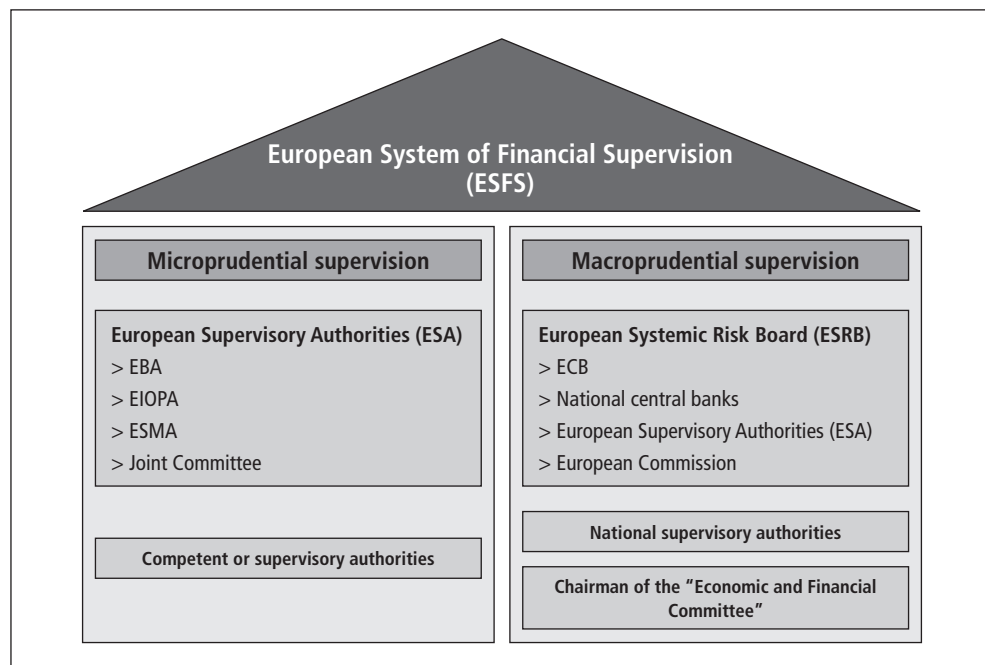 European System of Financial Supervision
(ESFS)
Microprudential supervision
European Supervisory Authorities (ESA)
> EBA
> EIOPA
> ESMA
> Joint Committee
Competent or supervisory authorities
Macroprudential supervision
European Systemic Risk Board (ESRB)
> ECB
> National central banks
> European Supervisory Authorities (ESA)
> European Commission
National supervisory authorities
Chairman of the “Economic and Financial
Committee”